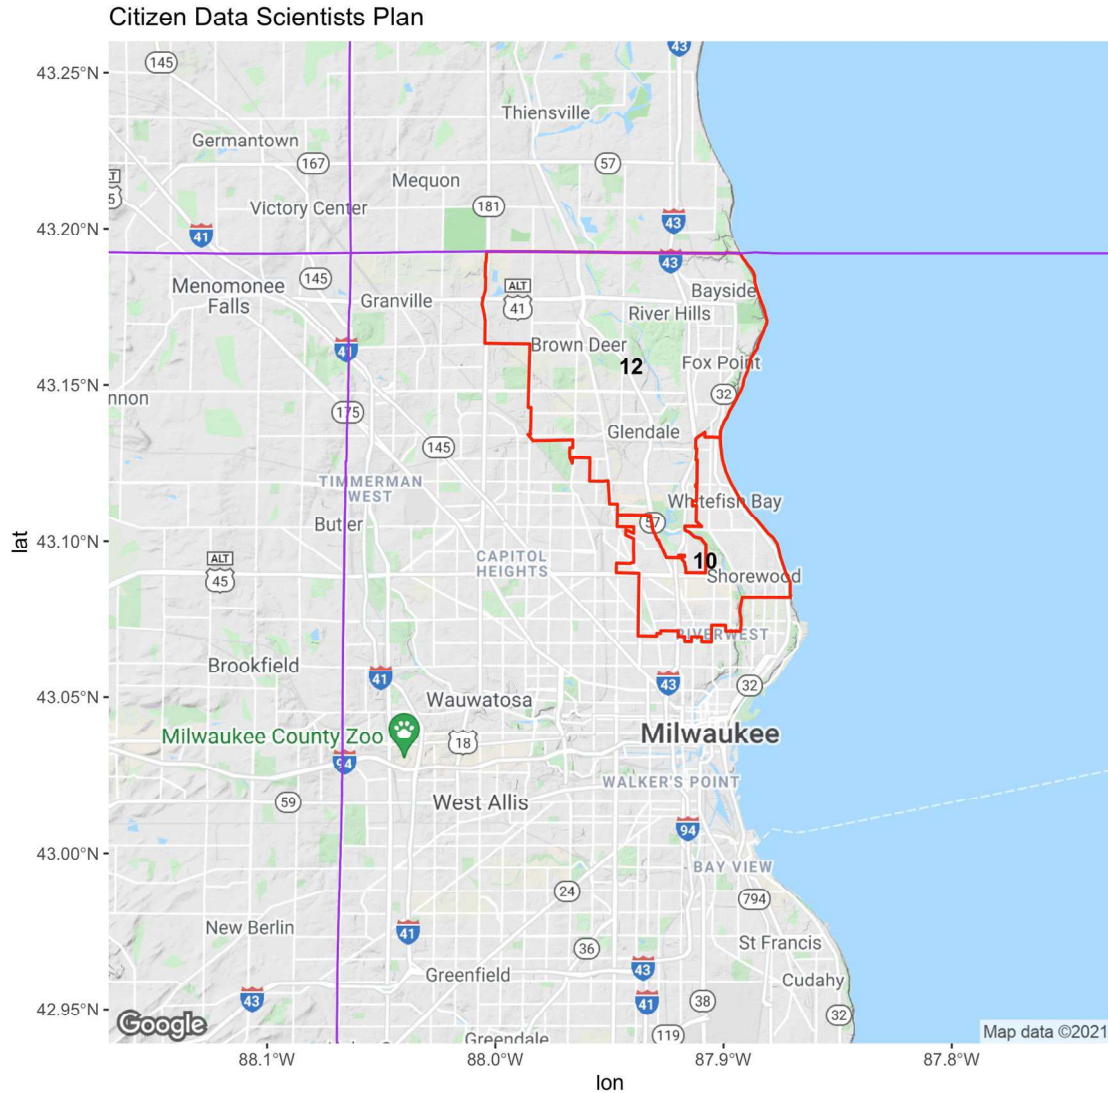 Citizen Data Scientists Plan
43.25°N
43.20°N
43.15°N
43.10°N
43.05°N
43.00°N
42.95°N
lat
88.1°W
88.0°W
87.9°W
87.8°W
lon
43
145
Thiensville
Germantown
167
57
Mequon
181
Victory Center
43
41
43
145
Menomonee
Falls
Granville
ALT
41
Bayside
River Hills
41
Brown Deer
12
Fox Point
32
nnon
175
Glendale
145
TIMMERMAN
WEST
Whitefish Bay
Butler
57
ALT
45
CAPITOL
HEIGHTS
10
Shorewood
RIVERWEST
Brookfield
41
43
32
Wauwatosa
Milwaukee County Zoo
18
Milwaukee
94
WALKER'S POINT
59
West Allis
94
BAY VIEW
24
794
New Berlin
41
36
St Francis
Greenfield
43
Cudahy
43
41
38
32
Google
Greendale
119
Map data ©2021